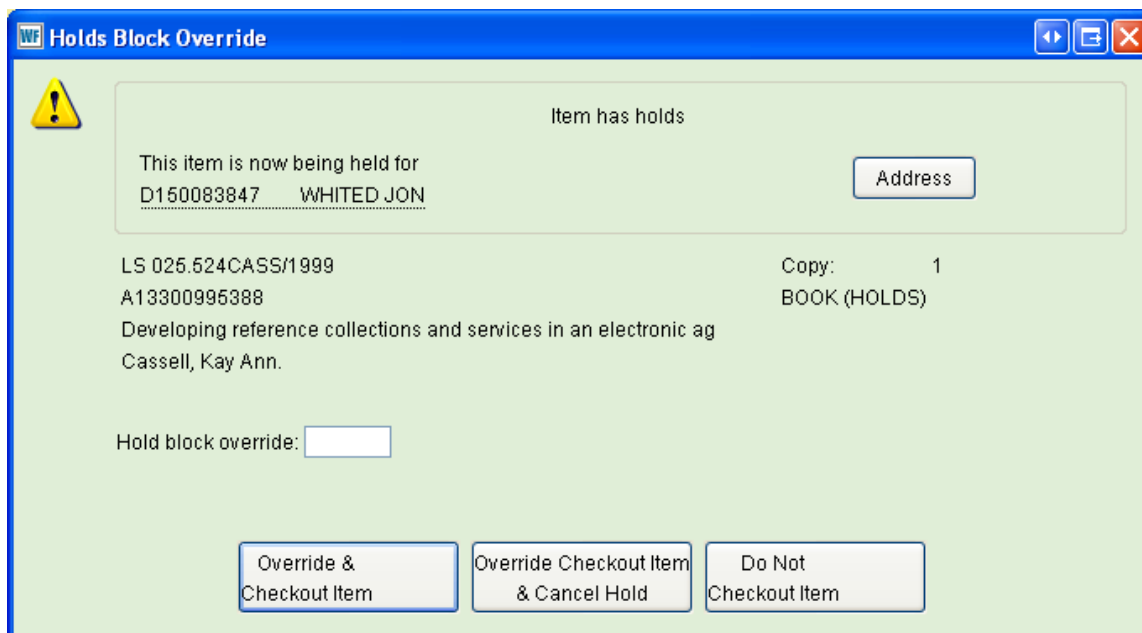 WF Holds Block Override
Item has holds
This item is now being held for
D150083847 WHITED JON
Address
LS 025.524CASS/1999
Copy: 1
A13300995388
BOOK (HOLDS)
Developing reference collections and services in an electronic ag
Cassell, Kay Ann.
Hold block override:
Override &
Checkout Item
Override Checkout Item
& Cancel Hold
Do Not
Checkout Item